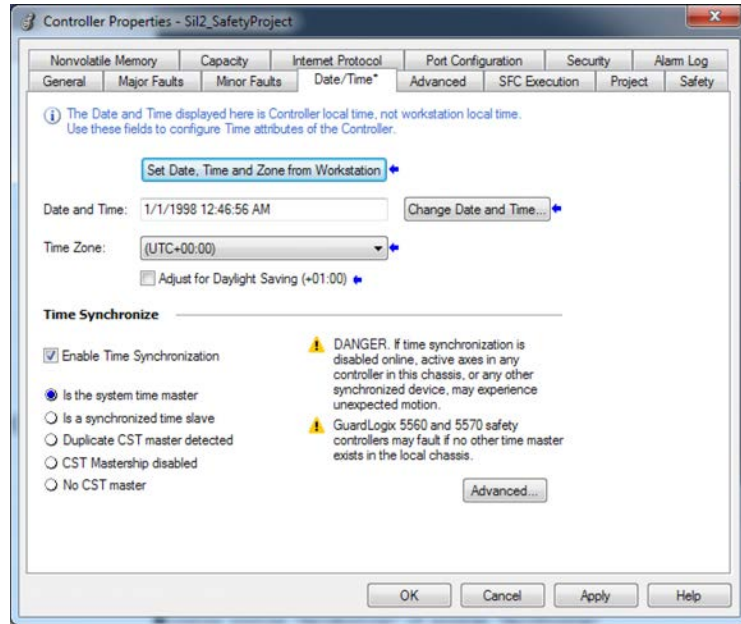 Controller Properties - Sil2_SafetyProject
Nonvolatile Memory Capacity Internet Protocol Port Configuration Security Alarm Log
General Major Faults Minor Faults Date/Time* Advanced SFC Execution Project Safety
The Date and Time displayed here is Controller local time, not workstation local time.
Use these fields to configure Time attributes of the Controller.
Set Date, Time and Zone from Workstation
Date and Time: 1/1/1998 12:46:56 AM Change Date and Time...
Time Zone: (UTC+00:00)
Adjust for Daylight Saving (+01:00)
Time Synchronize
Enable Time Synchronization
Is the system time master
Is a synchronized time slave
Duplicate CST master detected
CST Mastership disabled
No CST master
DANGER. If time synchronization is
disabled online, active axes in any
controller in this chassis, or any other
synchronized device, may experience
unexpected motion.
GuardLogix 5560 and 5570 safety
controllers may fault if no other time master
exists in the local chassis.
Advanced...
OK Cancel Apply Help